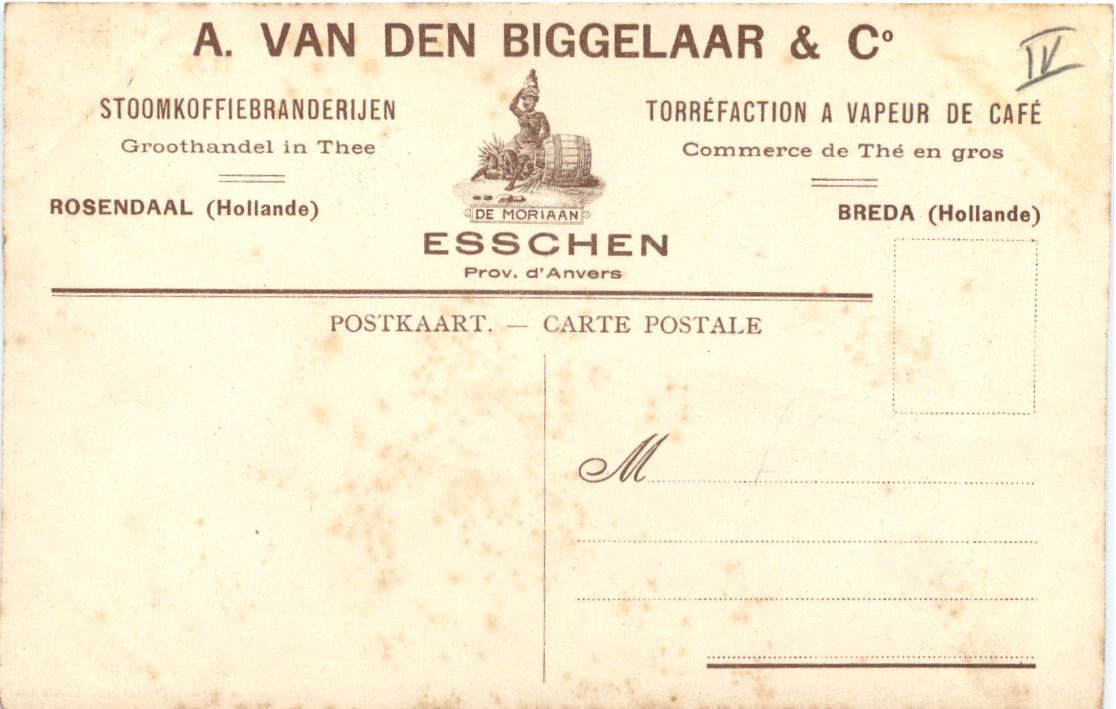 A. VAN DEN BIGGELAAR & Cº
IV
STOOMKOFFIEBRANDERIJEN
Groothandel in Thee
ROSENDAAL (Hollande)
DE MORIAAN
ESSCHEN
Prov. d'Anvers
TORRÉFACTION A VAPEUR DE CAFÉ
Commerce de Thé en gros
BREDA (Hollande)
POSTKAART. — CARTE POSTALE
M